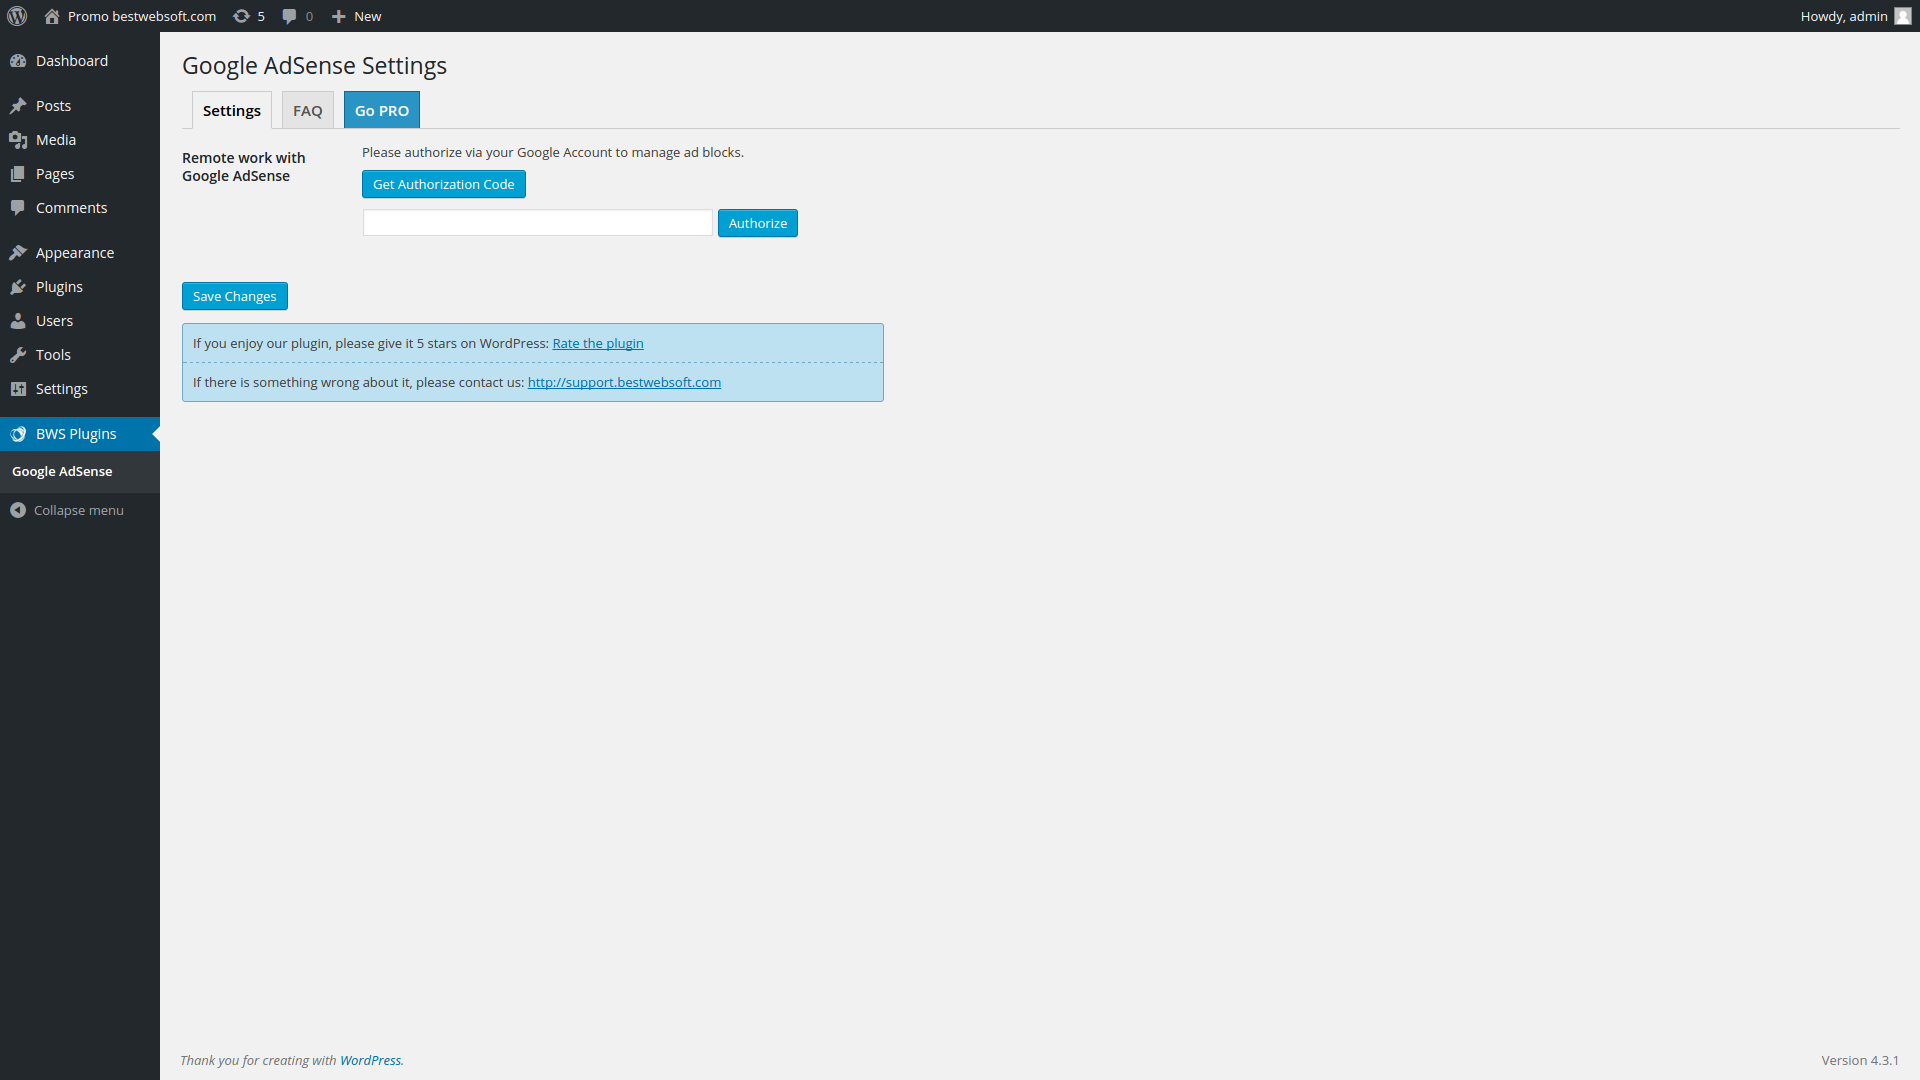 Promo bestwebsoft.com 5 0 New Howdy, admin
Dashboard
Posts
Media
Pages
Comments
Appearance
Plugins
Users
Tools
Settings
BWS Plugins
Google AdSense
Collapse menu
Google AdSense Settings
Settings FAQ Go PRO
Remote work with
Google AdSense
Please authorize via your Google Account to manage ad blocks.
Get Authorization Code
Authorize
Save Changes
If you enjoy our plugin, please give it 5 stars on WordPress: Rate the plugin
If there is something wrong about it, please contact us: http://support.bestwebsoft.com
Thank you for creating with WordPress. Version 4.3.1